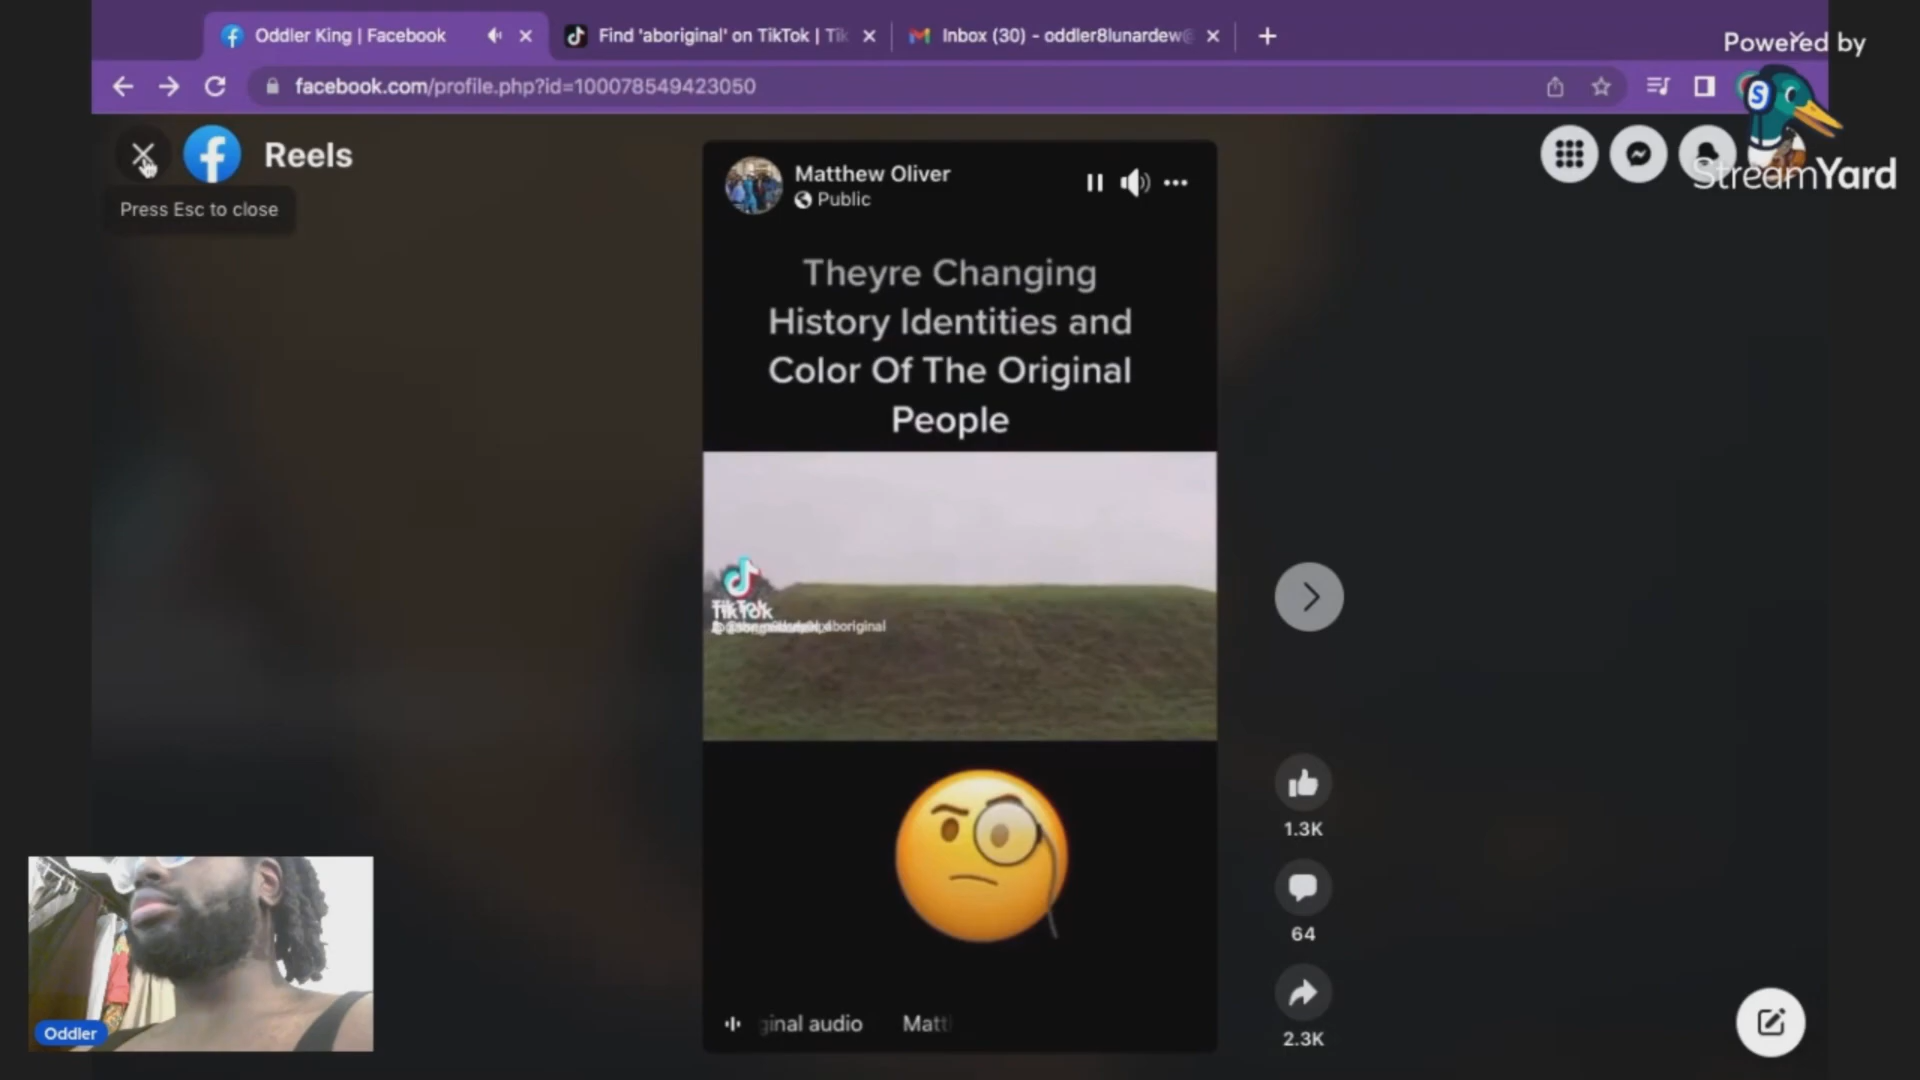 Oddler King | Facebook
Find 'aboriginal' on TikTok | Tik
Inbox (30) - oddler8lunardew@
Powered by
facebook.com/profile.php?id=100078549423050
StreamYard
Reels
Press Esc to close
Matthew Oliver
Public
Theyre Changing
History Identities and
Color Of The Original
People
TikTok
1.3K
64
2.3K
ginal audio Matt
Oddler